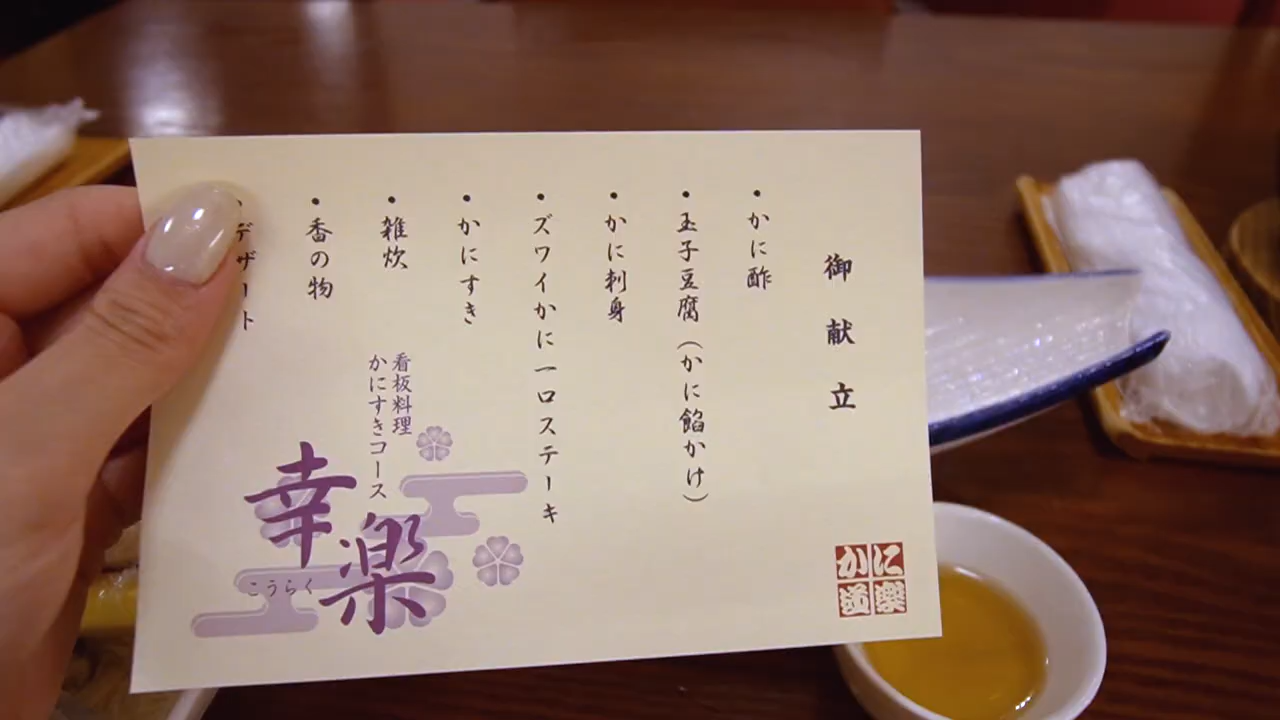 御献立
・かに酢
・玉子豆腐(かに餡かけ)
・かに刺身
・ズワイかに一口ステーキ
・かにすき
・雑炊
・香の物
・デザート
看板料理
かにすきコース
幸楽
こうらく
かに道楽